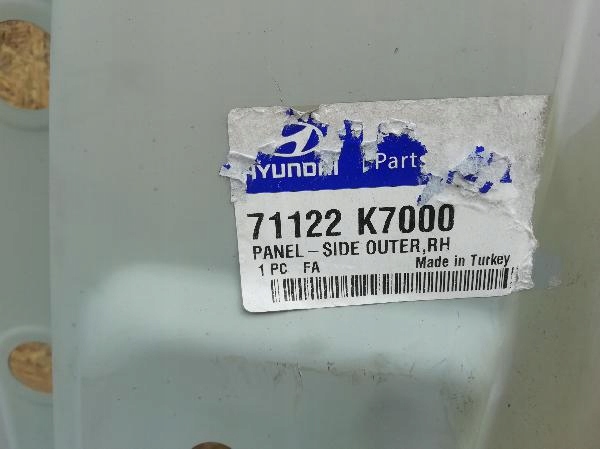 HYUNDAI Parts
71122 K7000
PANEL-SIDE OUTER,RH
1 PC FA Made in Turkey